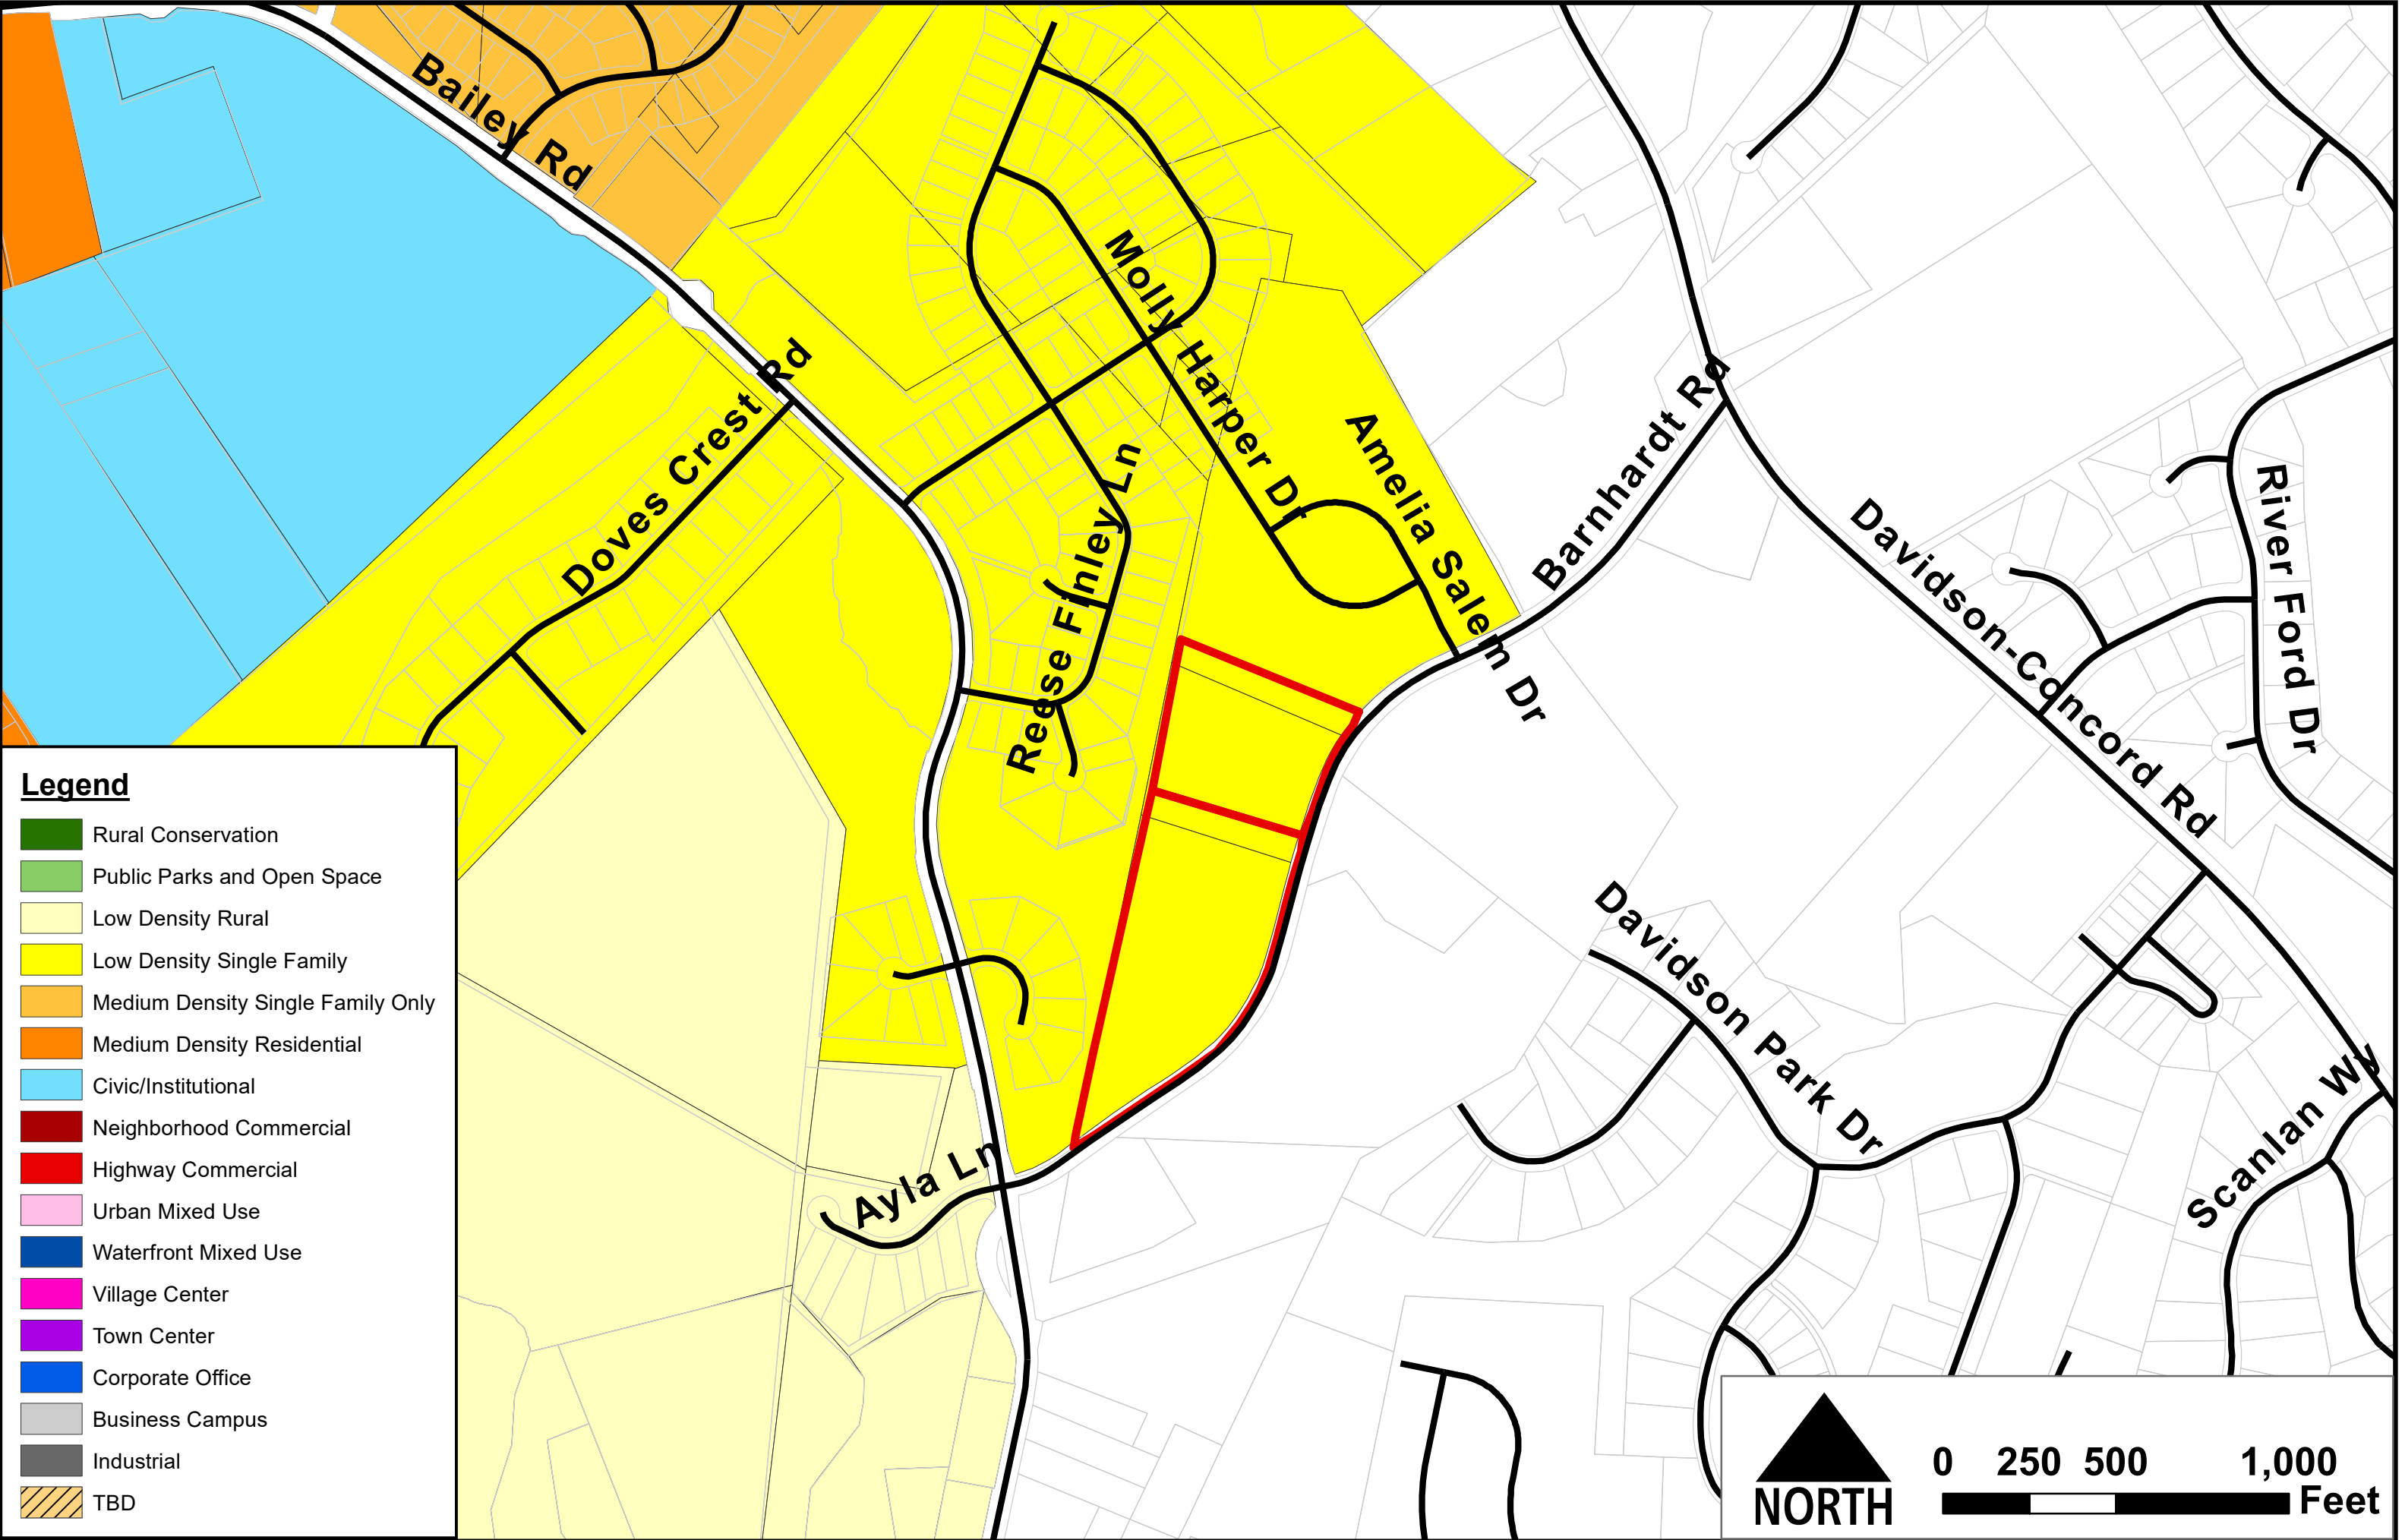 Bailey Rd
Molly Harper Dr
Doves Crest Rd
Amelia Salem Dr
Barnhardt Rd
Reese Finley Ln
River Ford Dr
Davidson-Concord Rd
Davidson Park Dr
Scanlan Wy
Ayla Ln
Legend
Rural Conservation
Public Parks and Open Space
Low Density Rural
Low Density Single Family
Medium Density Single Family Only
Medium Density Residential
Civic/Institutional
Neighborhood Commercial
Highway Commercial
Urban Mixed Use
Waterfront Mixed Use
Village Center
Town Center
Corporate Office
Business Campus
Industrial
TBD
NORTH
0 250 500 1,000
Feet